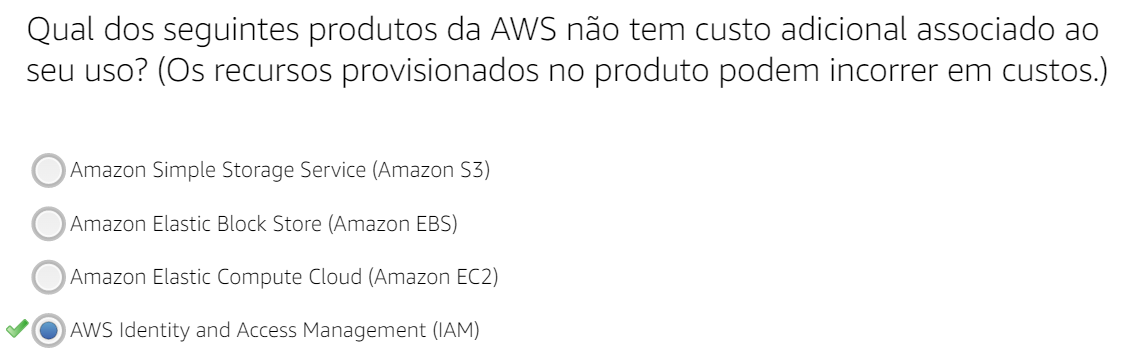 Qual dos seguintes produtos da AWS não tem custo adicional associado ao
seu uso? (Os recursos provisionados no produto podem incorrer em custos.)
Amazon Simple Storage Service (Amazon S3)
Amazon Elastic Block Store (Amazon EBS)
Amazon Elastic Compute Cloud (Amazon EC2)
AWS Identity and Access Management (IAM)